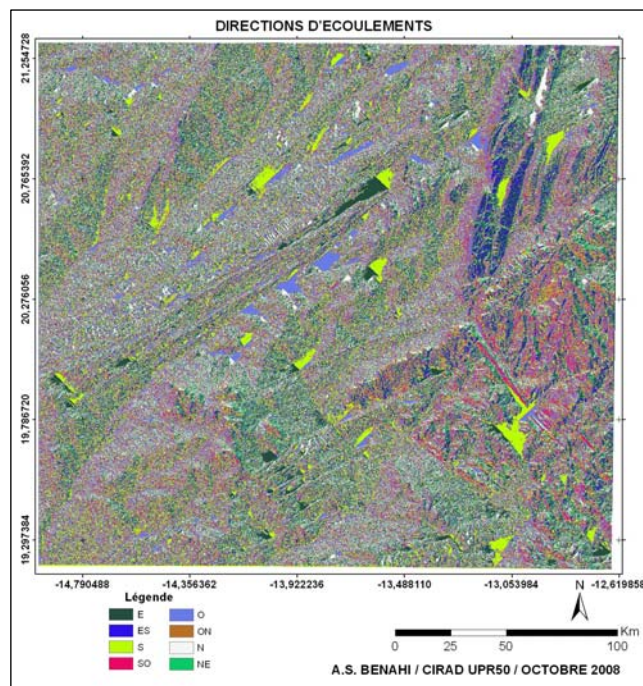 DIRECTIONS D'ECOULEMENTS
21,254728
20,765392
20,276056
19,786720
19,297384
-14,790488 -14,356362 -13,922236 -13,488110 -13,053984 -12,619858
Légende
E O
ES ON
S N
SO NE
N
Km
0 25 50 100
A.S. BENAHI / CIRAD UPR50 / OCTOBRE 2008